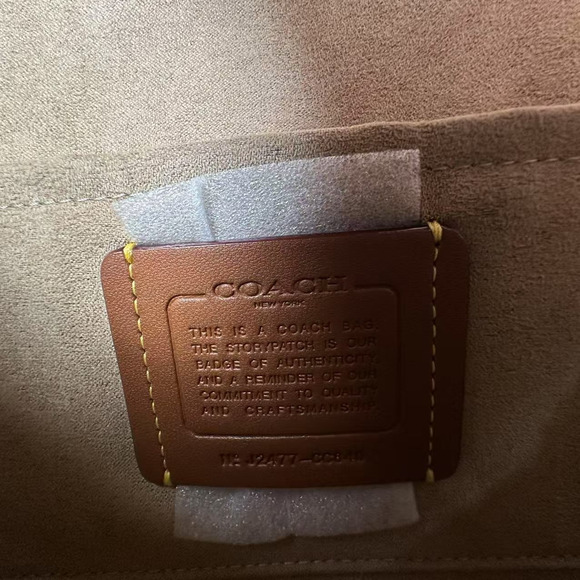 COACH
NEW YORK
THIS IS A COACH BAG.
THE STORYPATCH IS OUR
BADGE OF AUTHENTICITY
AND A REMINDER OF OUR
COMMITMENT TO QUALITY
AND CRAFTSMANSHIP.
Nº J2477-